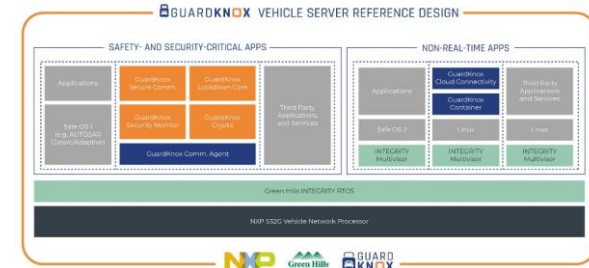 GUARDKNOX VEHICLE SERVER REFERENCE DESIGN
SAFETY- AND SECURITY-CRITICAL APPS
Applications
Safe OS 1
(e.g. AUTOSAR
Classic/Adaptive)
GuardKnox
Secure Comm.
GuardKnox
Lockdown Core
GuardKnox
Security Monitor
GuardKnox
Crypto
GuardKnox Comm. Agent
Third Party
Applications
and Services
NON-REAL-TIME APPS
Applications
Safe OS 2
INTEGRITY
Multivisor
GuardKnox
Cloud Connectivity
GuardKnox
Container
Linux
INTEGRITY
Multivisor
Third Party
Applications
and Services
Linux
INTEGRITY
Multivisor
Green Hills INTEGRITY RTOS
NXP S32G Vehicle Network Processor
NXP
Green Hills
GUARD
KNOX